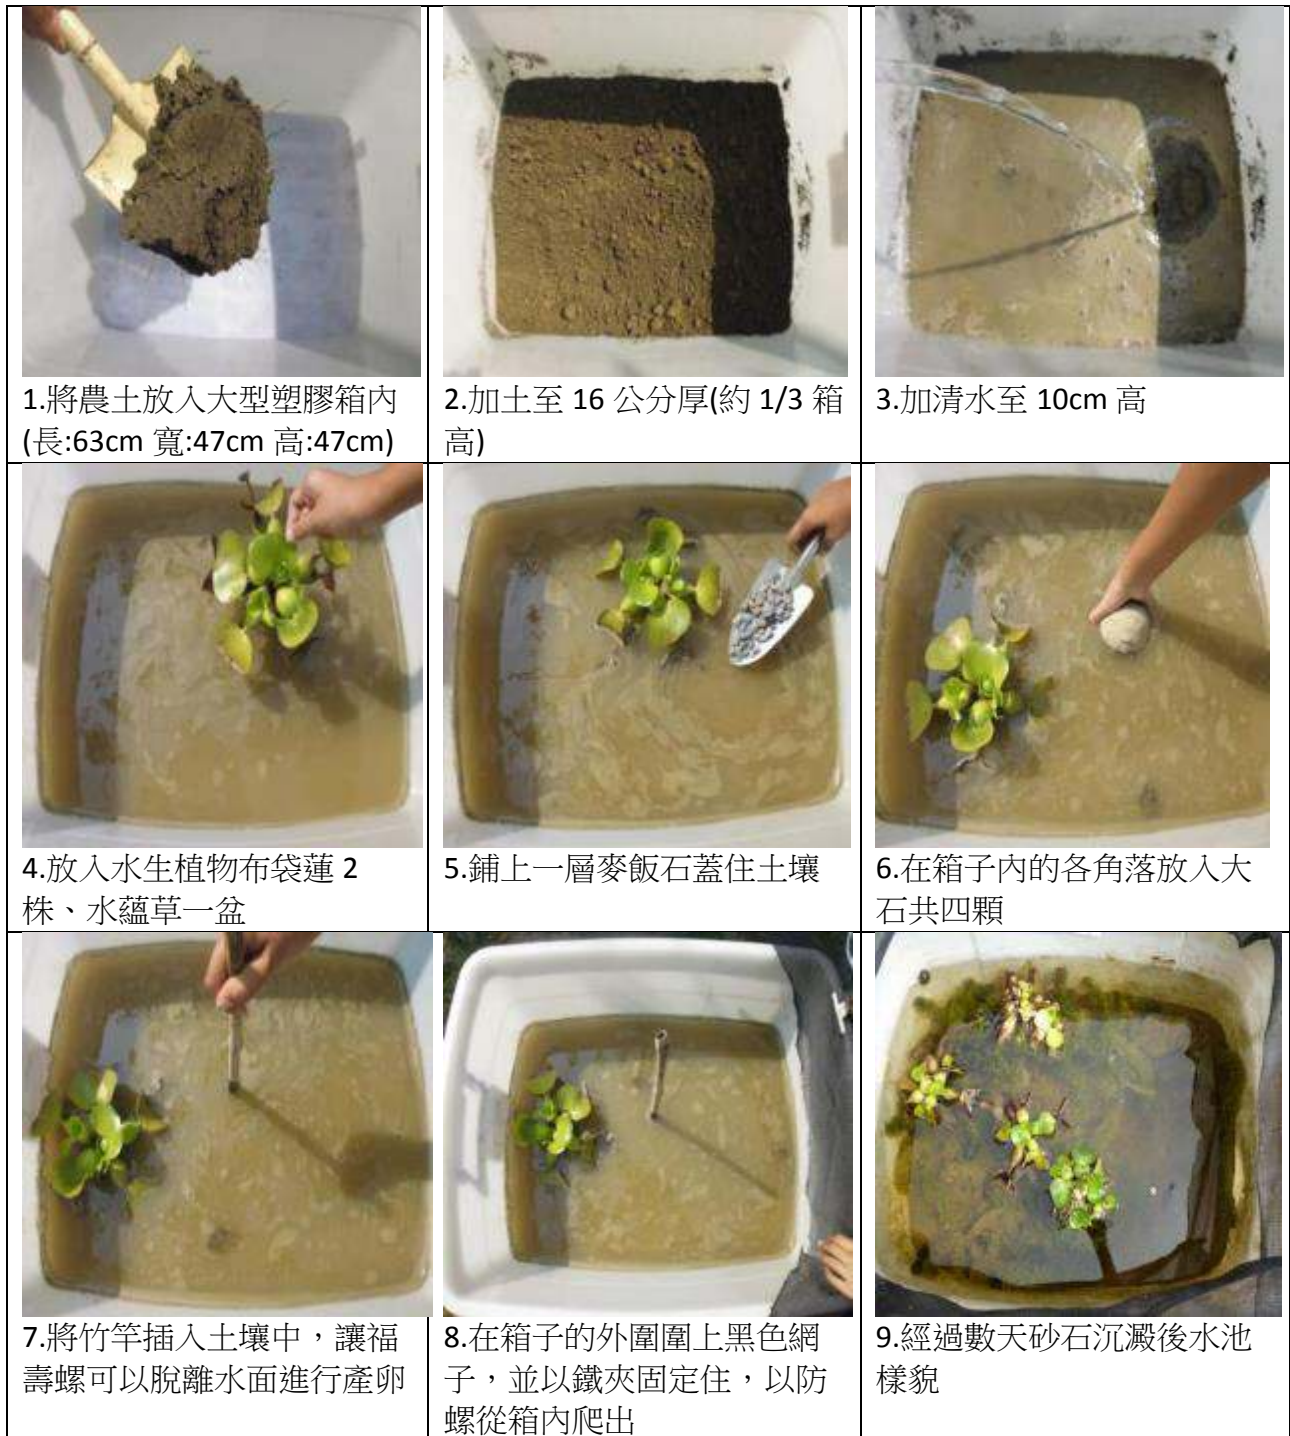 1.將農土放入大型塑膠箱內
(長:63cm 寬:47cm 高:47cm)
2.加土至 16 公分厚(約 1/3 箱
高)
3.加清水至 10cm 高
4.放入水生植物布袋蓮 2
株、水蘊草一盆
5.鋪上一層麥飯石蓋住土壤
6.在箱子內的各角落放入大
石共四顆
7.將竹竿插入土壤中，讓福
壽螺可以脫離水面進行產卵
8.在箱子的外圍圍上黑色網
子，並以鐵夾固定住，以防
螺從箱內爬出
9.經過數天砂石沉澱後水池
樣貌